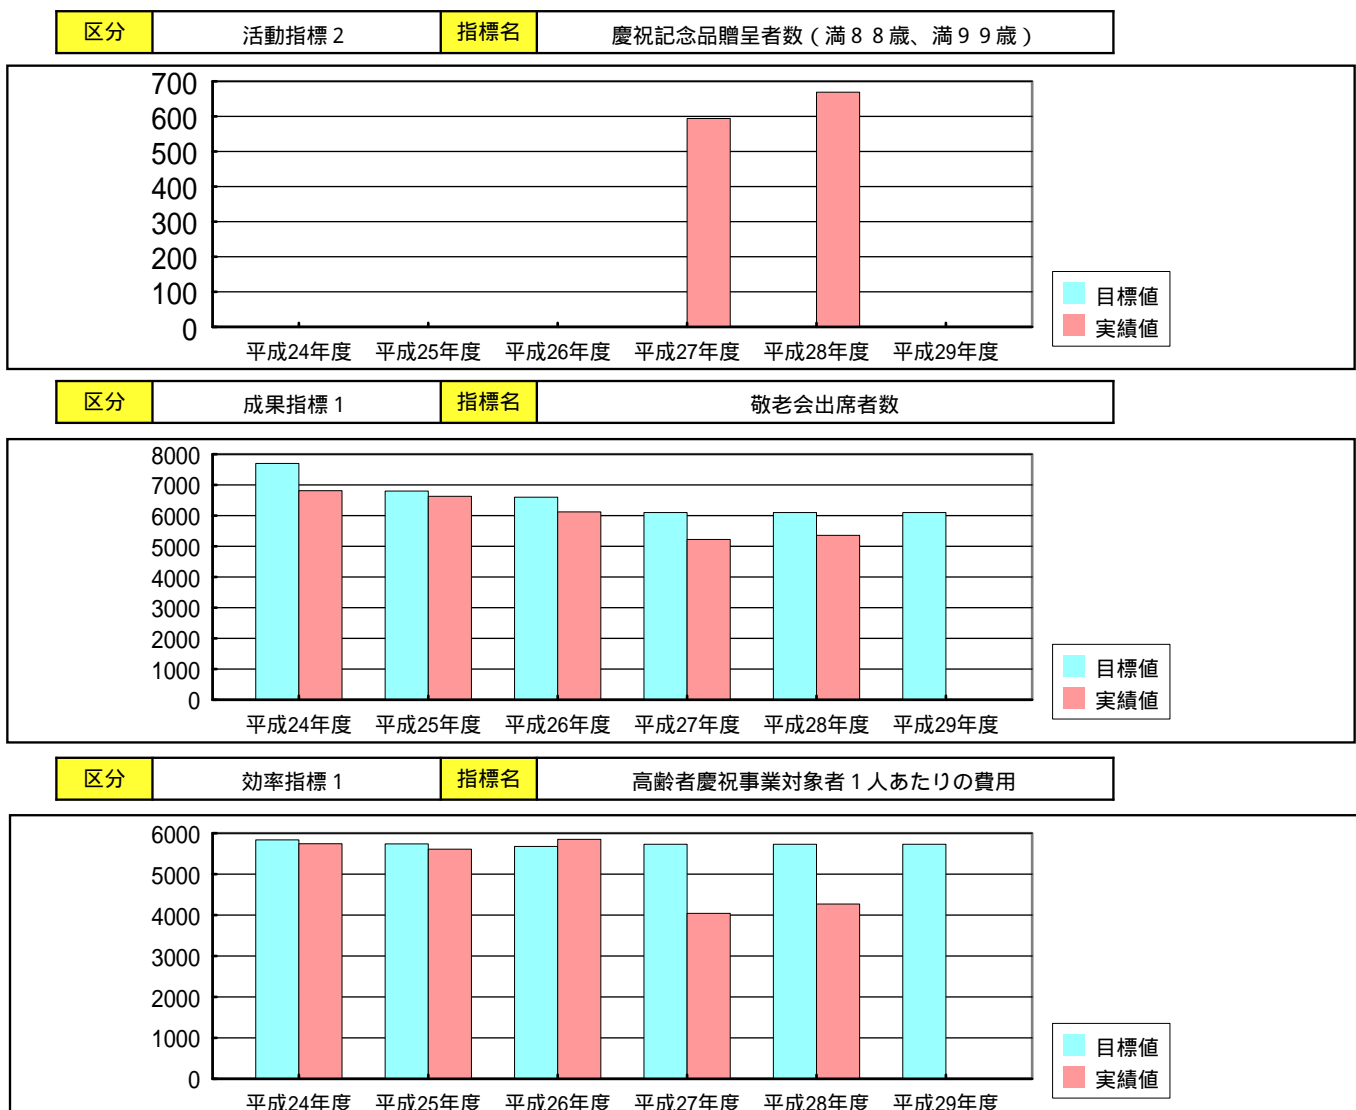 区分 活動指標２ 指標名 慶祝記念品贈呈者数（満８８歳、満９９歳）
700
600
500
400
300
200
100
0
平成24年度 平成25年度 平成26年度 平成27年度 平成28年度 平成29年度
目標値
実績値
区分 成果指標１ 指標名 敬老会出席者数
8000
7000
6000
5000
4000
3000
2000
1000
0
平成24年度 平成25年度 平成26年度 平成27年度 平成28年度 平成29年度
目標値
実績値
区分 効率指標１ 指標名 高齢者慶祝事業対象者１人あたりの費用
6000
5000
4000
3000
2000
1000
0
平成24年度 平成25年度 平成26年度 平成27年度 平成28年度 平成29年度
目標値
実績値